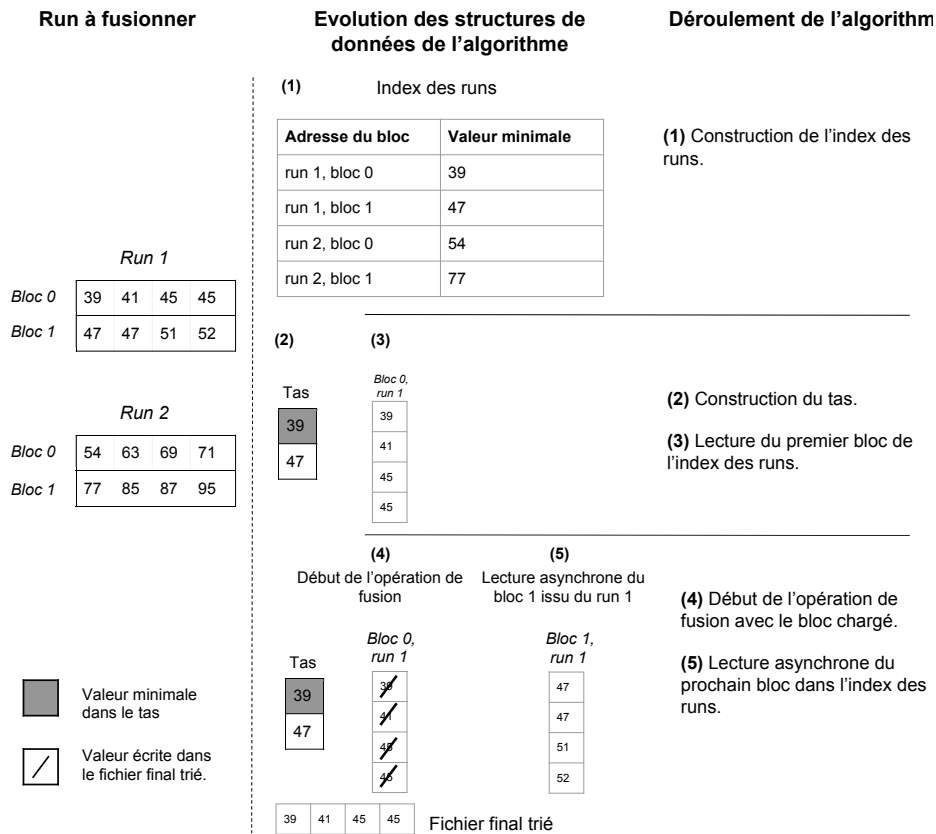 Run à fusionner
Evolution des structures de
données de l'algorithme
Déroulement de l'algorithm
(1) Index des runs
Adresse du bloc Valeur minimale
run 1, bloc 0 39
run 1, bloc 1 47
run 2, bloc 0 54
run 2, bloc 1 77
(1) Construction de l'index des
runs.
Run 1
Bloc 0 39 41 45 45
Bloc 1 47 47 51 52
Run 2
Bloc 0 54 63 69 71
Bloc 1 77 85 87 95
(2) (3)
Tas
39
47
Bloc 0,
run 1
39
41
45
45
(2) Construction du tas.
(3) Lecture du premier bloc de
l'index des runs.
(4)
Début de l'opération de
fusion
(5)
Lecture asynchrone du
bloc 1 issu du run 1
Tas
39
47
Bloc 0,
run 1
39
41
45
45
Bloc 1,
run 1
47
47
51
52
(4) Début de l'opération de
fusion avec le bloc chargé.
(5) Lecture asynchrone du
prochain bloc dans l'index des
runs.
Valeur minimale
dans le tas
Valeur écrite dans
le fichier final trié.
39 41 45 45 Fichier final trié